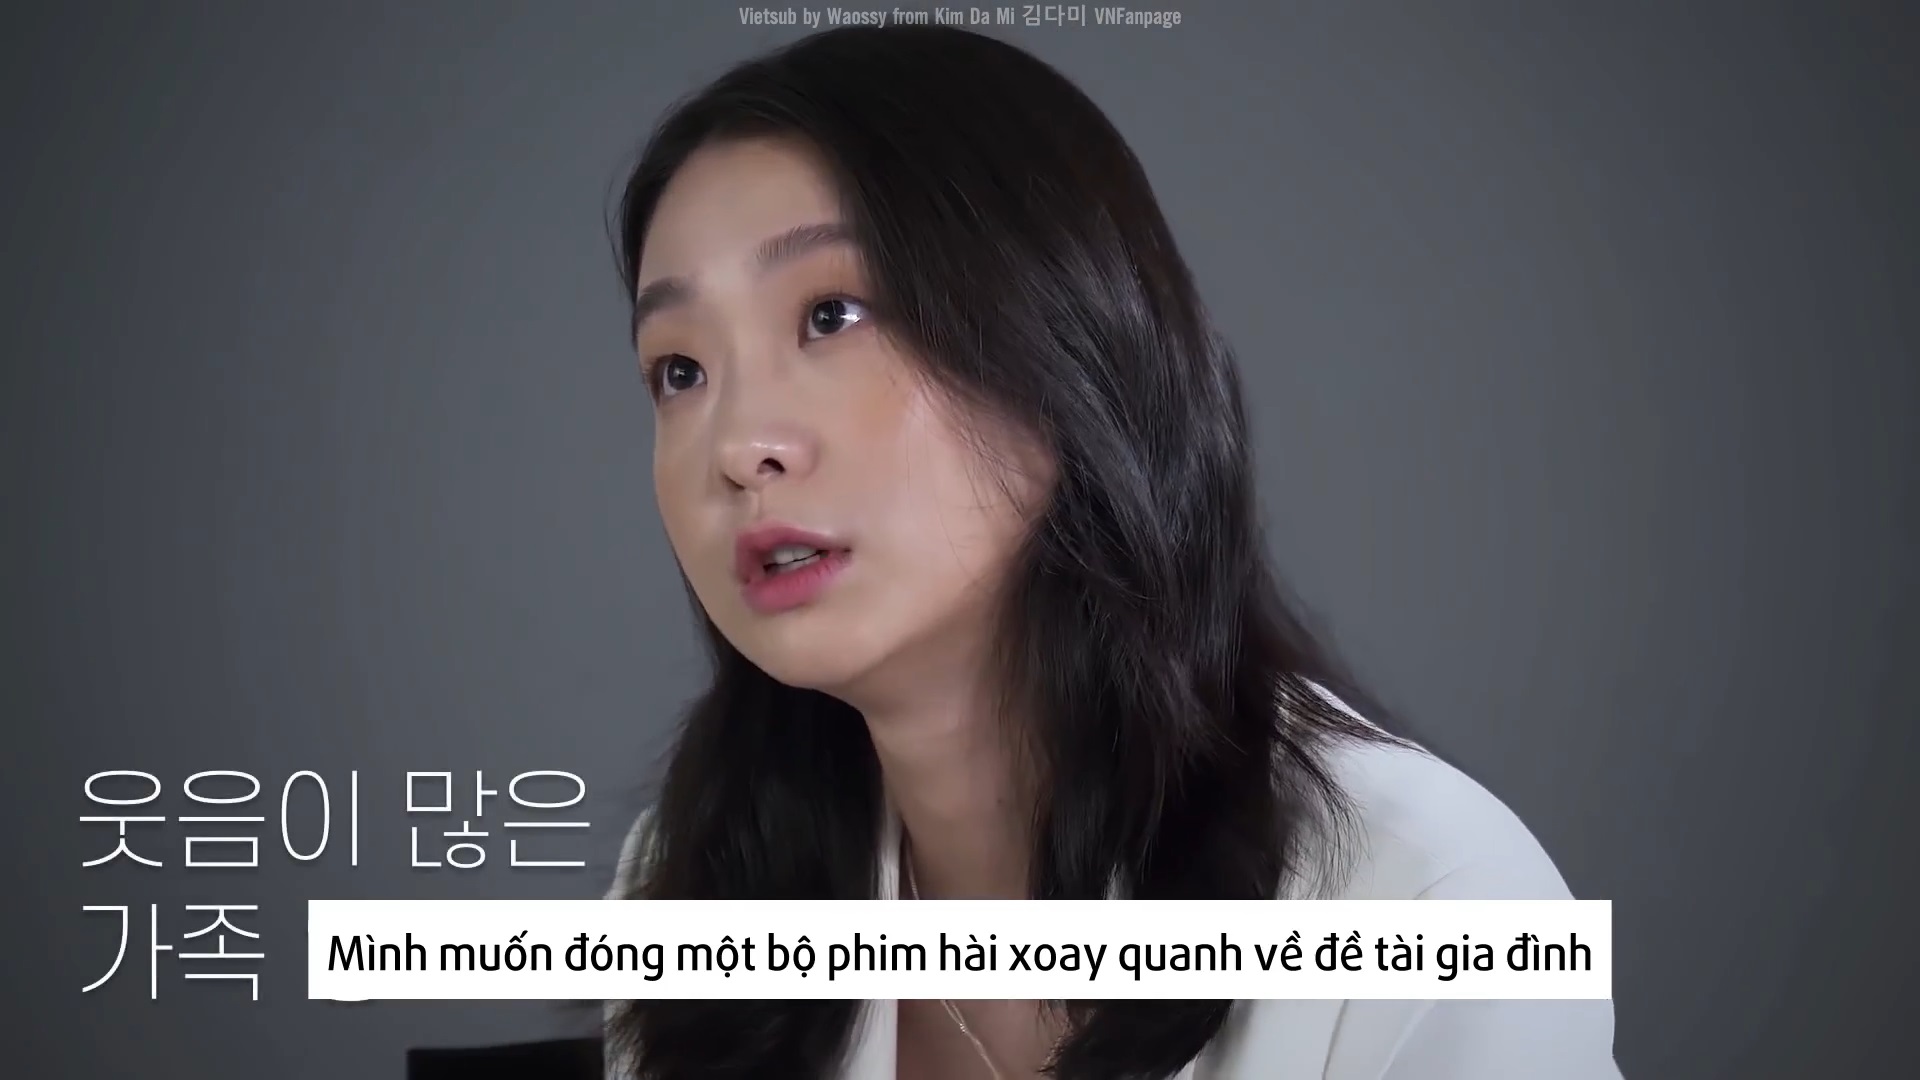 Vietsub by Waossy from Kim Da Mi 김다미 VNFanpage
웃음이 많은
가족
Mình muốn đóng một bộ phim hài xoay quanh về đề tài gia đình